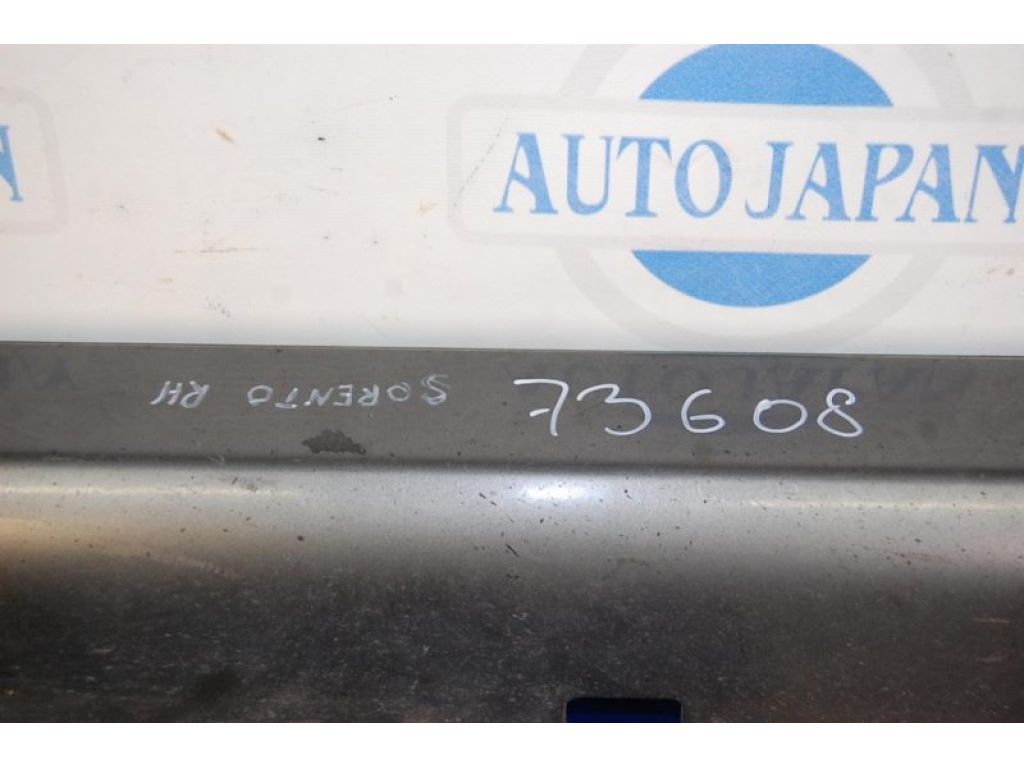 AUTO JAPAN
N
73608
SORENTO RH